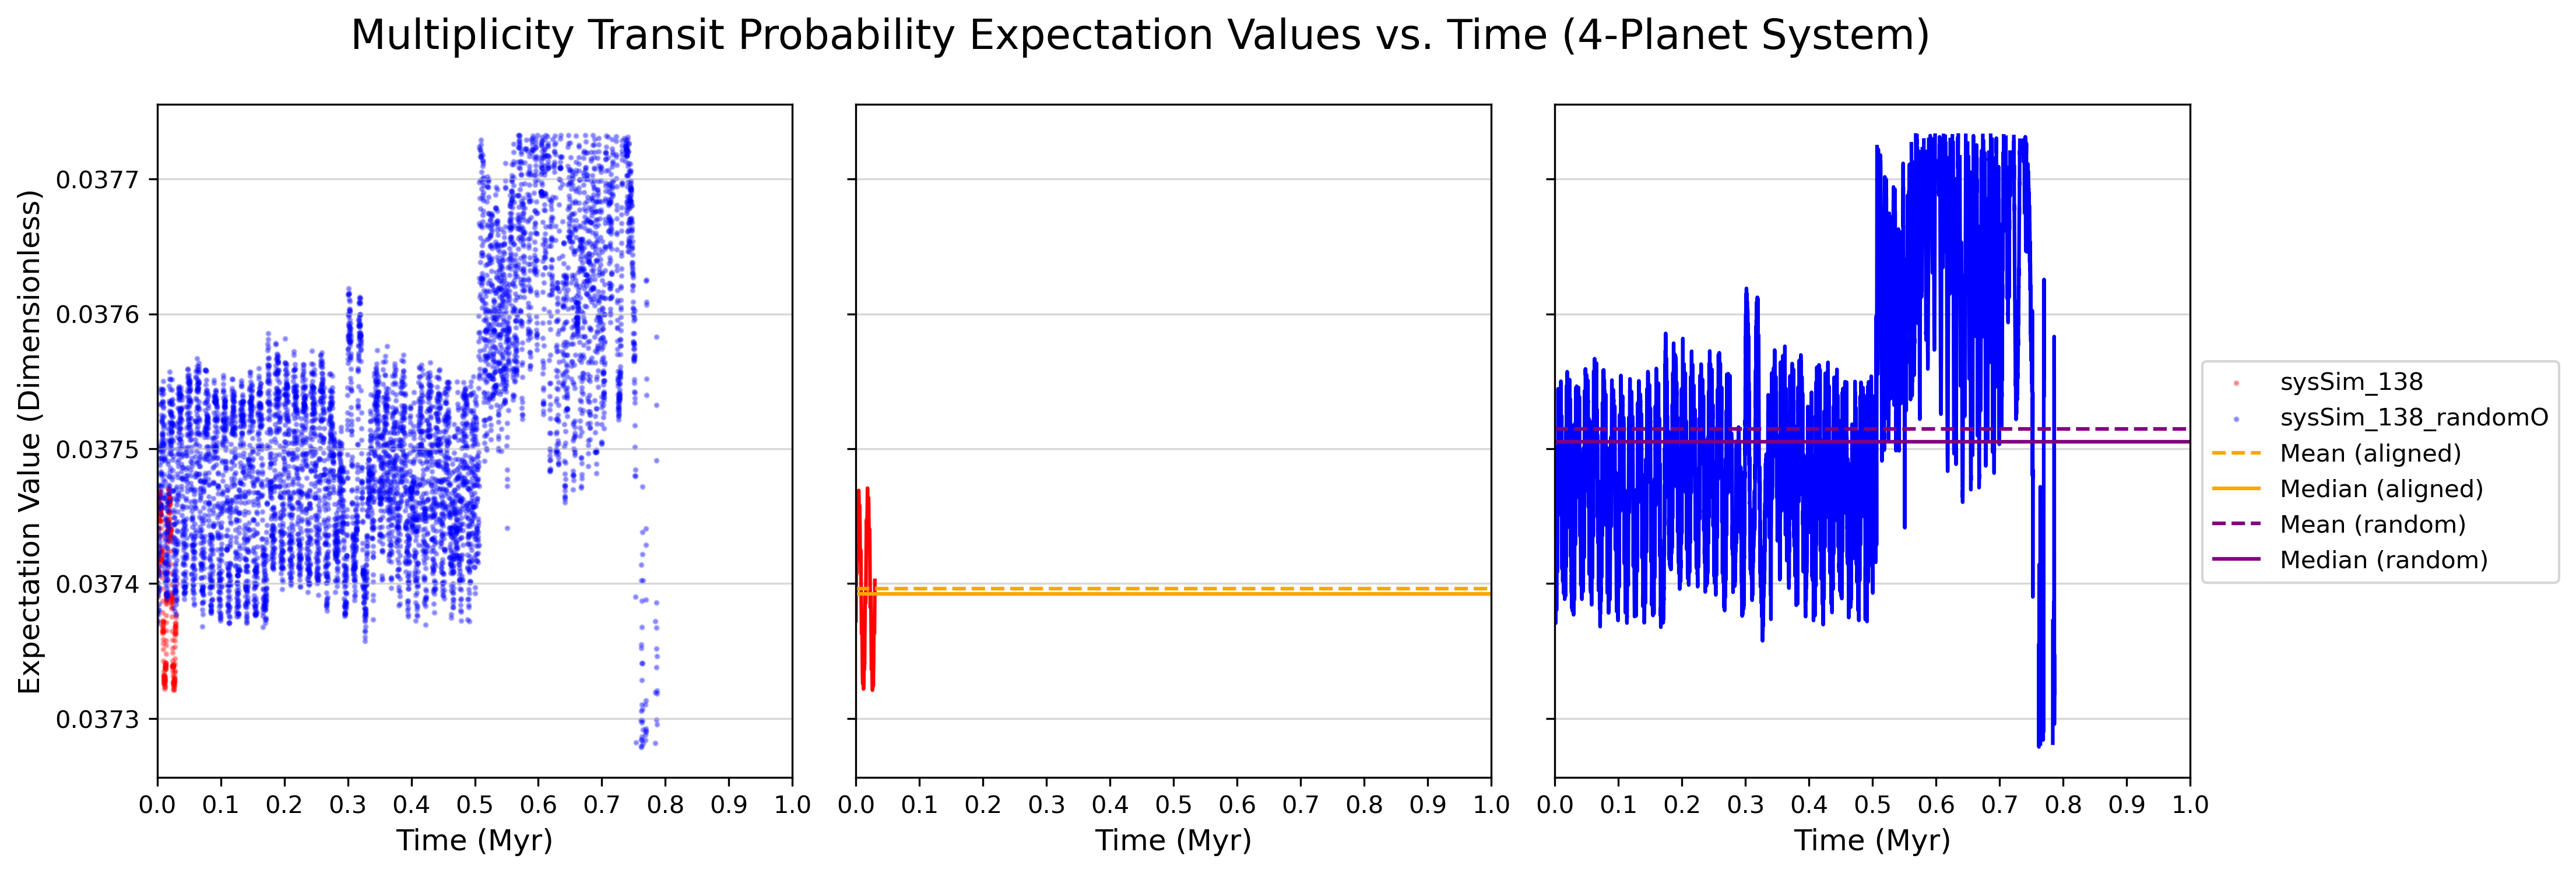 Multiplicity Transit Probability Expectation Values vs. Time (4-Planet System)
Expectation Value (Dimensionless)
0.0377
0.0376
0.0375
0.0374
0.0373
0.0 0.1 0.2 0.3 0.4 0.5 0.6 0.7 0.8 0.9 1.0
Time (Myr)
0.0 0.1 0.2 0.3 0.4 0.5 0.6 0.7 0.8 0.9 1.0
Time (Myr)
0.0 0.1 0.2 0.3 0.4 0.5 0.6 0.7 0.8 0.9 1.0
Time (Myr)
sysSim_138
sysSim_138_randomO
Mean (aligned)
Median (aligned)
Mean (random)
Median (random)